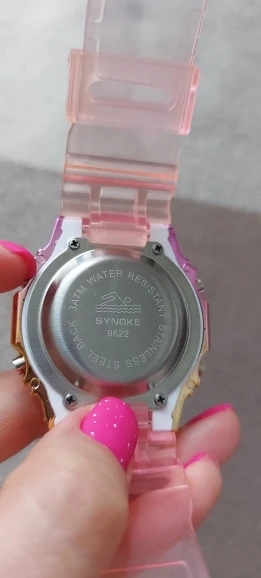 3ATM WATER RESISTANT
STAINLESS STEEL BACK
SYNOKE
9622